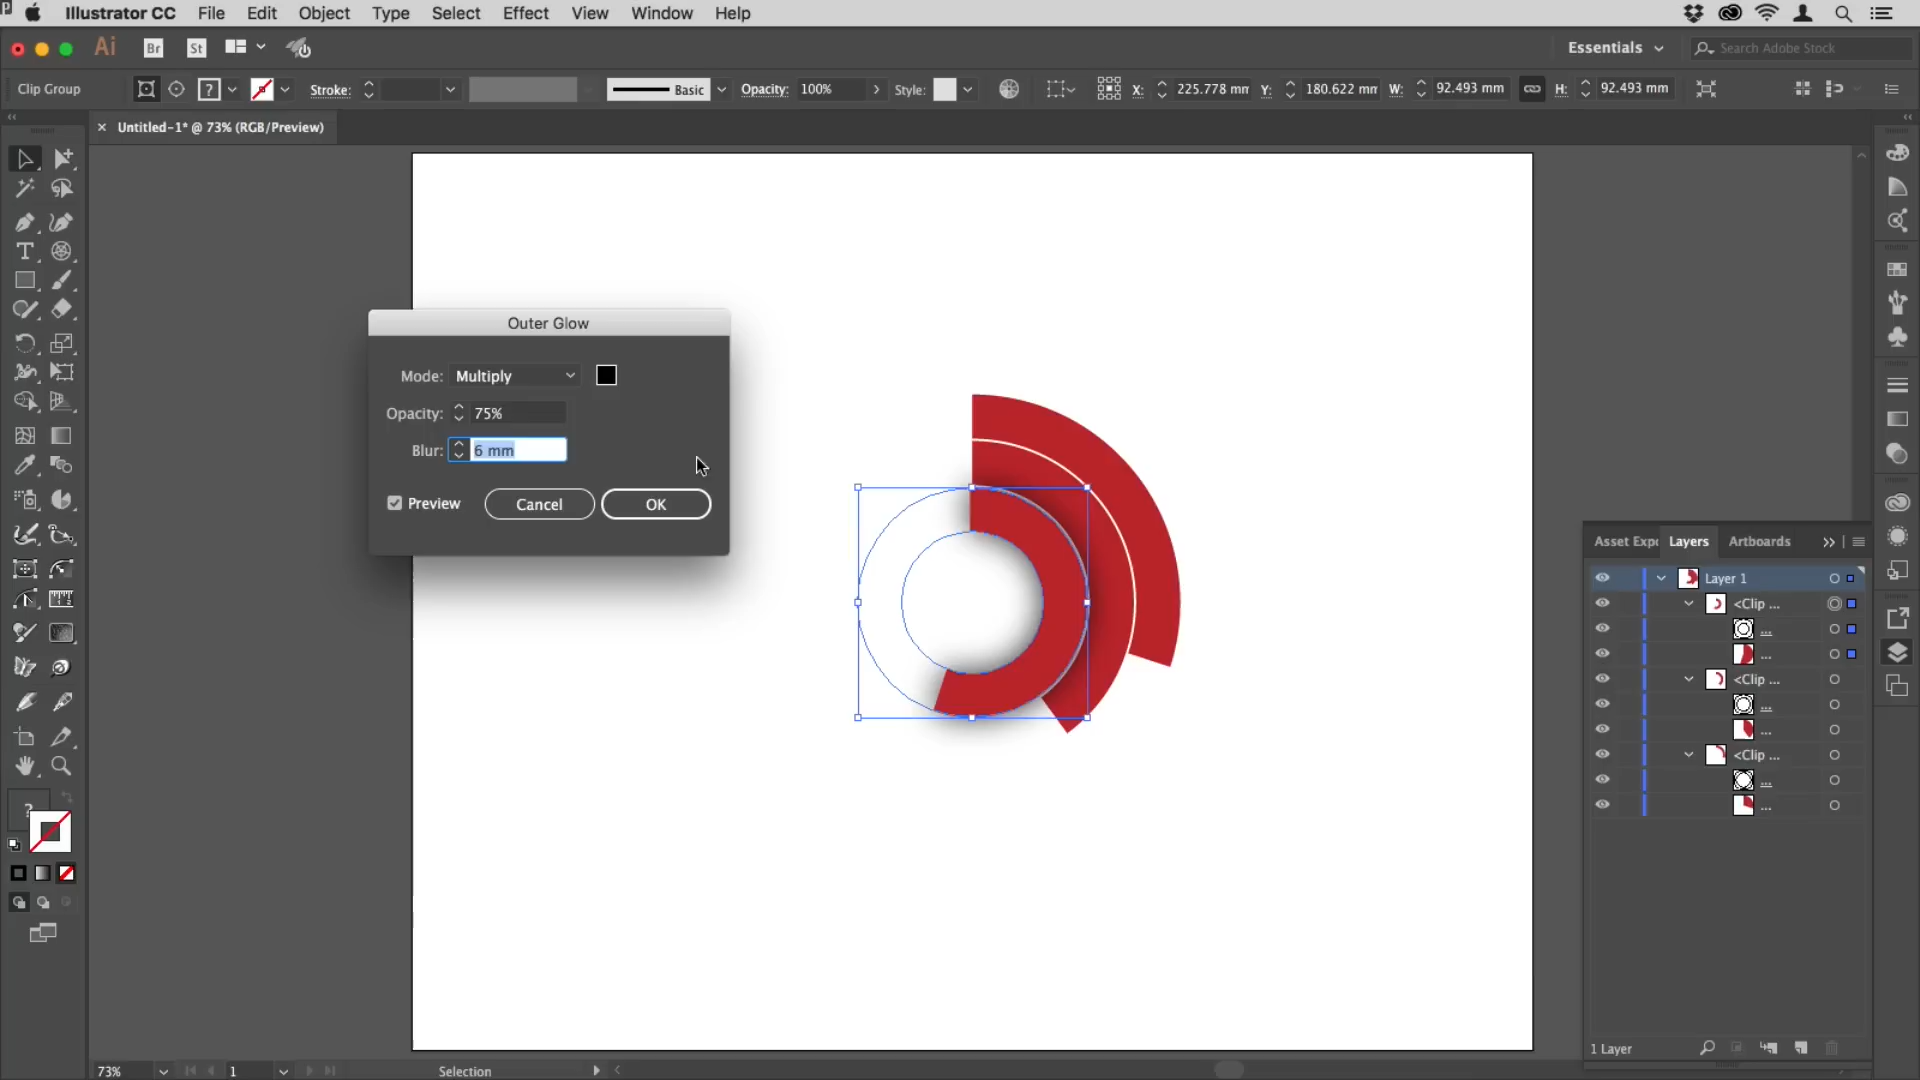 Illustrator CC File Edit Object Type Select Effect View Window Help
Ai Br St Essentials Search Adobe Stock
Clip Group ? Stroke: Basic Opacity: 100% Style: X: 225.778 mm Y: 180.622 mm W: 92.493 mm H: 92.493 mm
Untitled-1* @ 73% (RGB/Preview)
Outer Glow
Mode: Multiply
Opacity: 75%
Blur: 6 mm
Preview Cancel OK
Asset Expo Layers Artboards
Layer 1
<Clip ...
...
...
<Clip ...
...
...
<Clip ...
...
...
?
1 Layer
73% 1 Selection